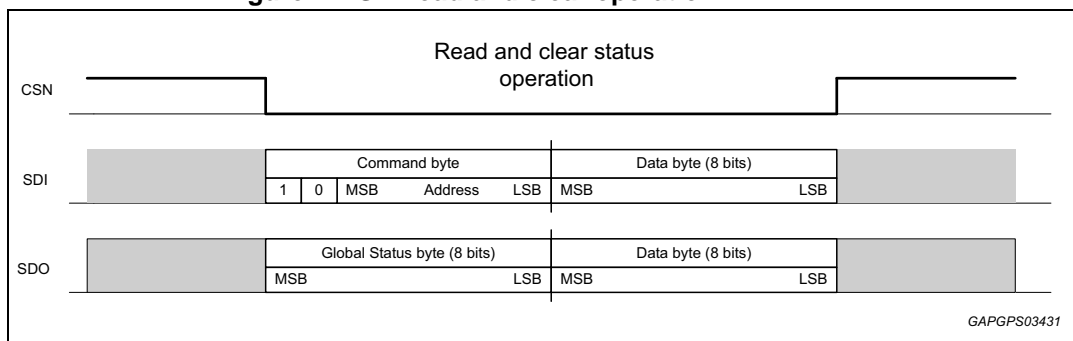 Read and clear status
operation
CSN
Command byte Data byte (8 bits)
SDI
1 0 MSB Address LSB MSB LSB
Global Status byte (8 bits) Data byte (8 bits)
SDO
MSB LSB MSB LSB
GAPGPS03431